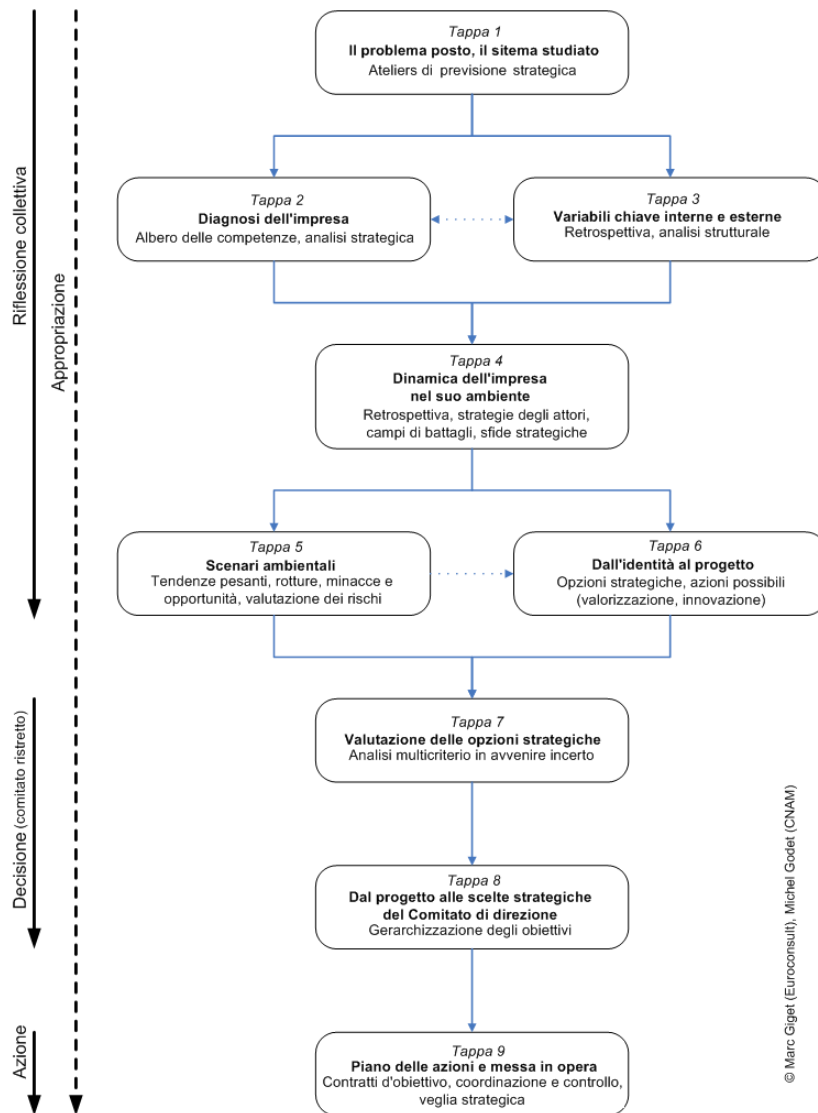 Tappa 1
Il problema posto, il sitema studiato
Ateliers di previsione strategica
Tappa 2
Diagnosi dell'impresa
Albero delle competenze, analisi strategica
Tappa 3
Variabili chiave interne e esterne
Retrospettiva, analisi strutturale
Tappa 4
Dinamica dell'impresa
nel suo ambiente
Retrospettiva, strategie degli attori,
campi di battagli, sfide strategiche
Tappa 5
Scenari ambientali
Tendenze pesanti, rotture, minacce e
opportunità, valutazione dei rischi
Tappa 6
Dall'identità al progetto
Opzioni strategiche, azioni possibili
(valorizzazione, innovazione)
Tappa 7
Valutazione delle opzioni strategiche
Analisi multicriterio in avvenire incerto
Tappa 8
Dal progetto alle scelte strategiche
del Comitato di direzione
Gerarchizzazione degli obiettivi
Tappa 9
Piano delle azioni e messa in opera
Contratti d'obiettivo, coordinazione e controllo,
veglia strategica
Riflessione collettiva
Appropriazione
Decisione (comitato ristretto)
Azione
© Marc Giget (Euroconsult), Michel Godet (CNAM)